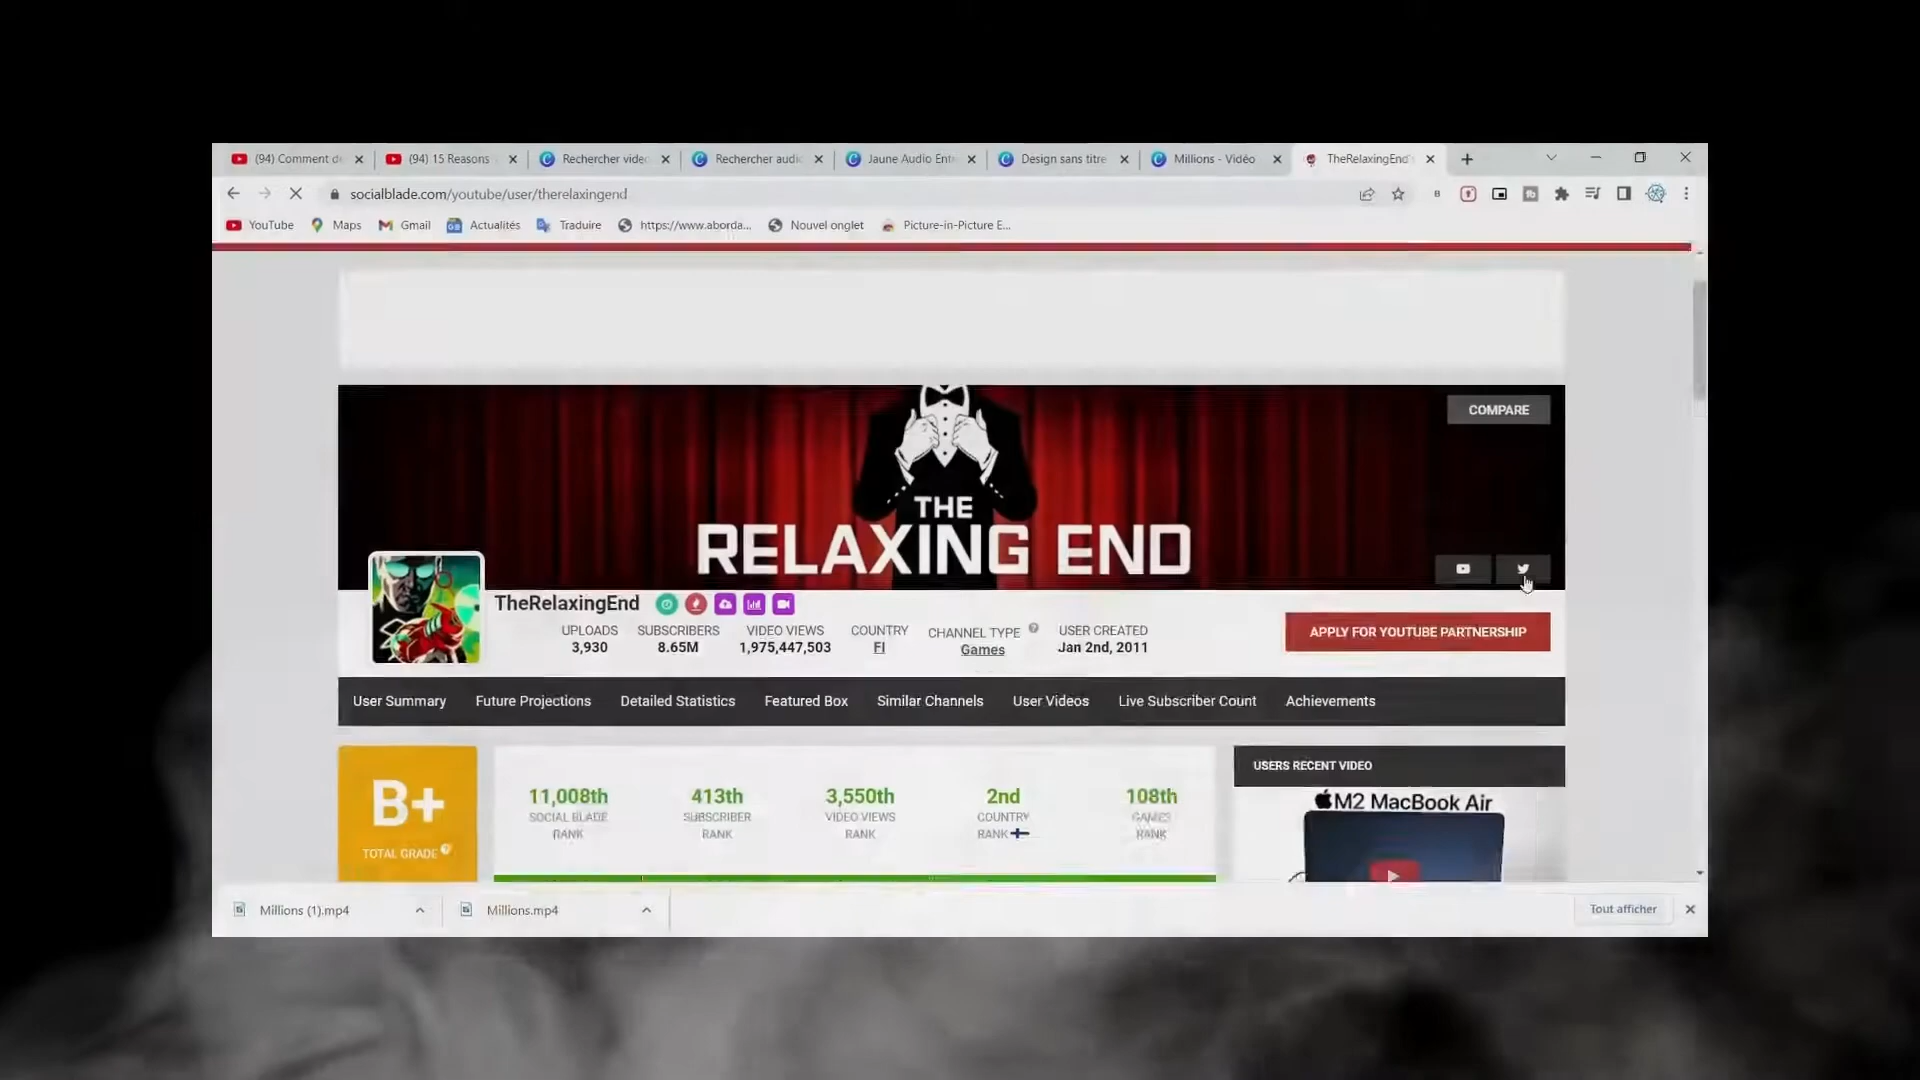 (94) Comment de
(94) 15 Reasons
Rechercher vidéo
Rechercher audio
Jaune Audio Ent
Design sans titre
Millions - Vidéo
TheRelaxingEnd's
socialblade.com/youtube/user/therelaxingend
YouTube
Maps
Gmail
Actualités
Traduire
https://www.aborda...
Nouvel onglet
Picture-in-Picture E...
COMPARE
THE
RELAXING END
TheRelaxingEnd
UPLOADS
3,930
SUBSCRIBERS
8.65M
VIDEO VIEWS
1,975,447,503
COUNTRY
FI
CHANNEL TYPE
Games
USER CREATED
Jan 2nd, 2011
APPLY FOR YOUTUBE PARTNERSHIP
User Summary
Future Projections
Detailed Statistics
Featured Box
Similar Channels
User Videos
Live Subscriber Count
Achievements
B+
TOTAL GRADE
11,008th
SOCIAL BLADE
RANK
413th
SUBSCRIBER
RANK
3,550th
VIDEO VIEWS
RANK
2nd
COUNTRY
RANK
108th
GAMES
RANK
USERS RECENT VIDEO
M2 MacBook Air
Millions (1).mp4
Millions.mp4
Tout afficher